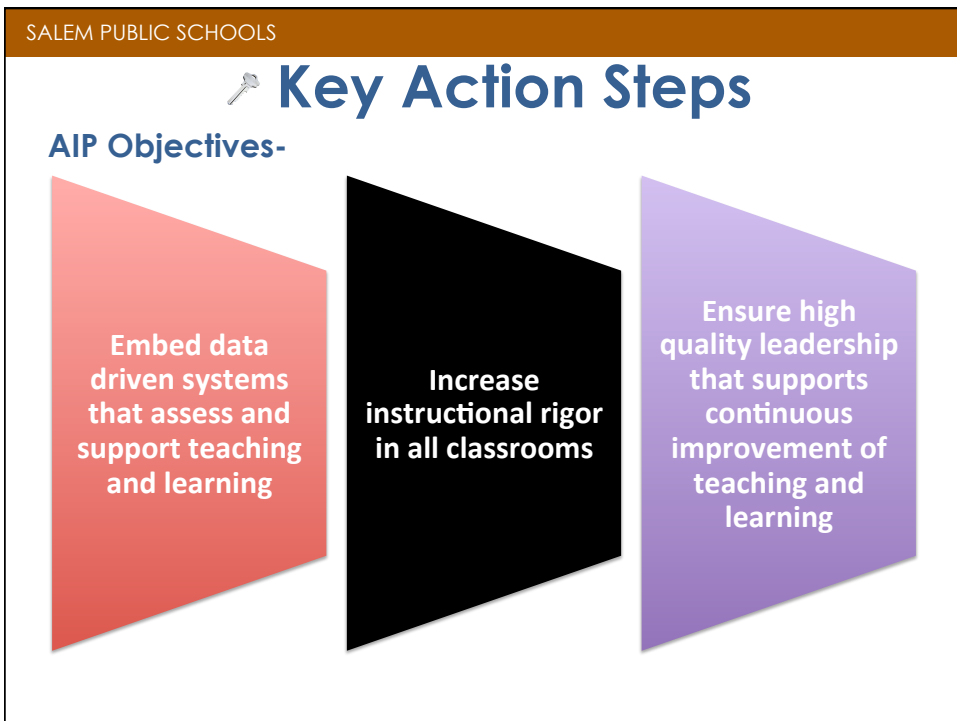 SALEM PUBLIC SCHOOLS
Key Action Steps
AIP Objectives-
Embed data
driven systems
that assess and
support teaching
and learning
Increase
instructional rigor
in all classrooms
Ensure high
quality leadership
that supports
continuous
improvement of
teaching and
learning